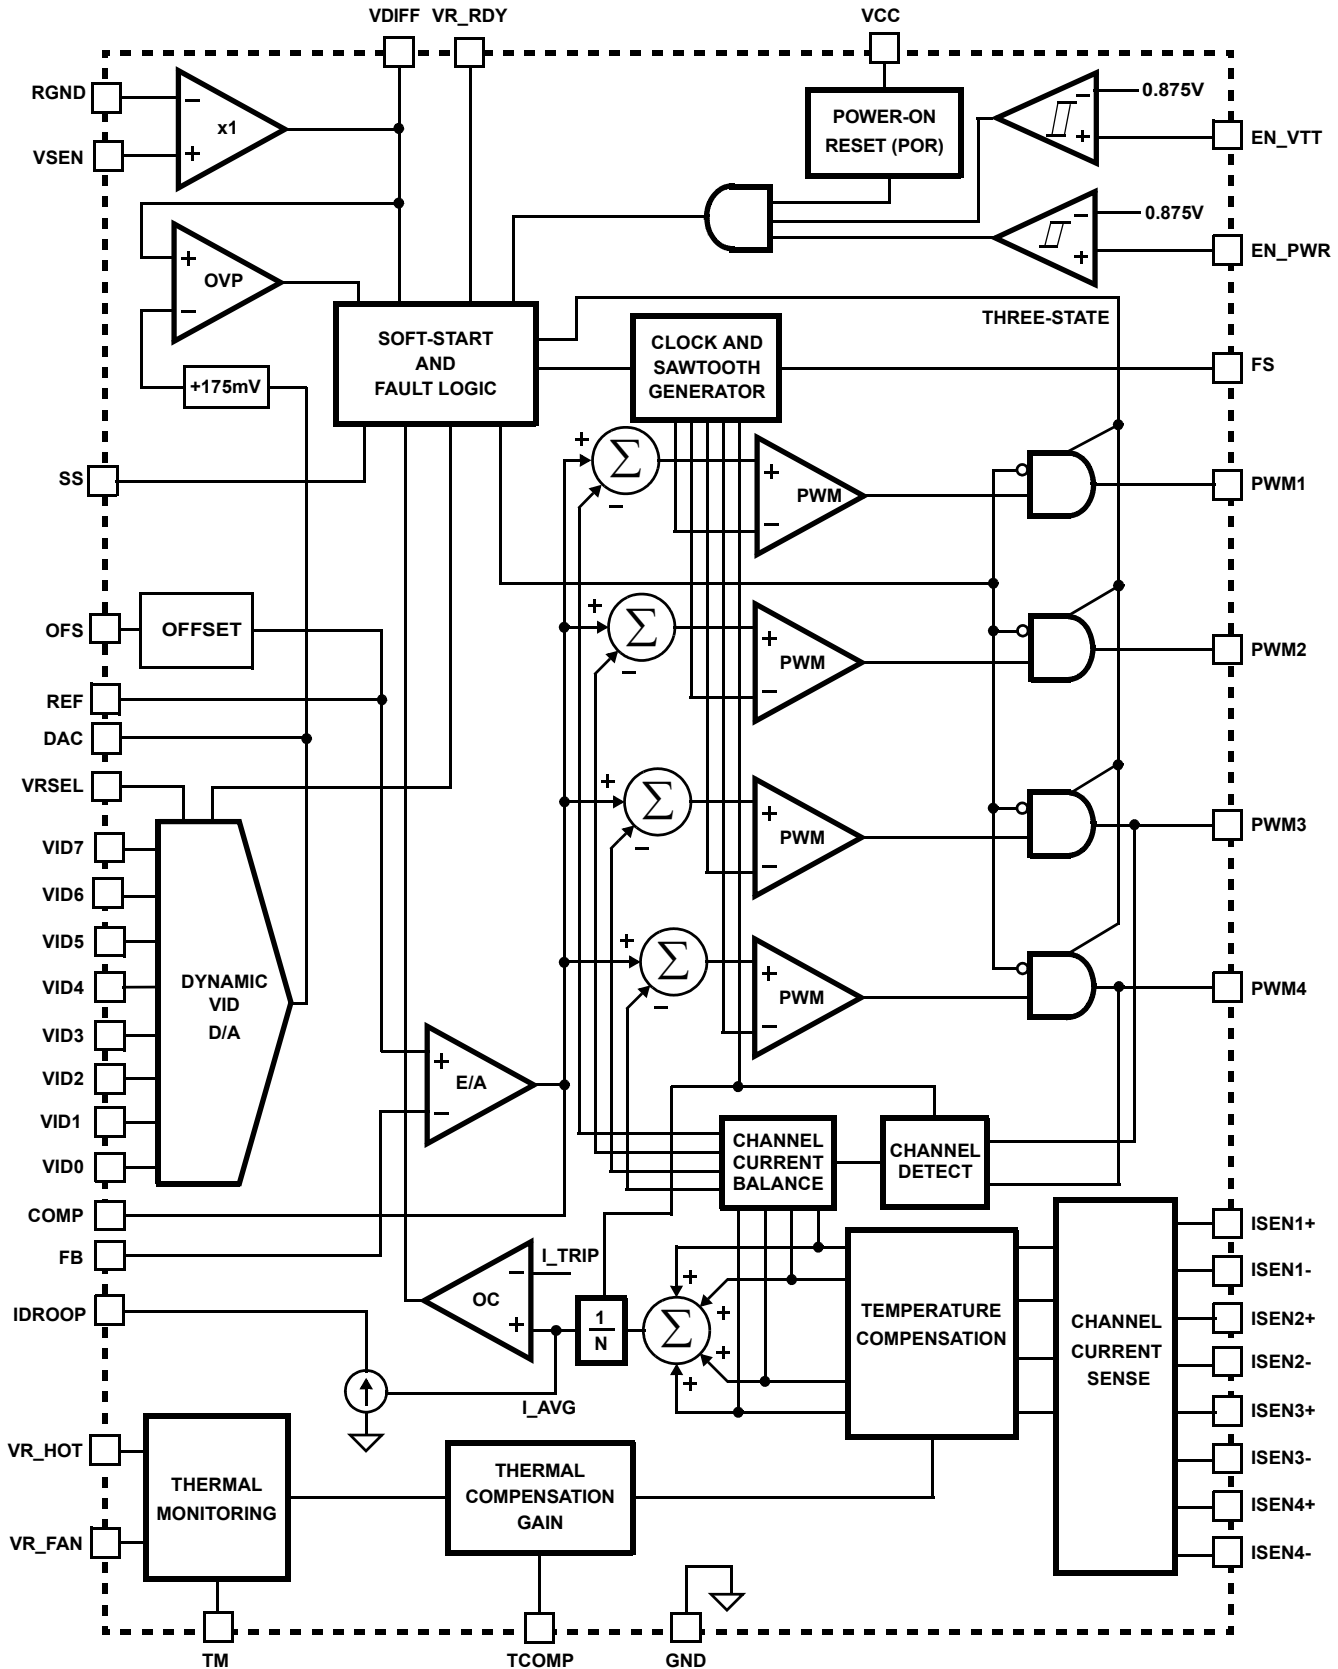 VDIFF
VR_RDY
VCC
RGND
VSEN
−
x1
+
POWER-ON
RESET (POR)
−
0.875V
+
EN_VTT
−
0.875V
+
EN_PWR
+
OVP
−
+175mV
SOFT-START
AND
FAULT LOGIC
CLOCK AND
SAWTOOTH
GENERATOR
THREE-STATE
FS
SS
+
Σ
−
+
PWM
−
PWM1
OFS
OFFSET
+
Σ
−
+
PWM
−
PWM2
REF
DAC
VRSEL
+
Σ
−
+
PWM
−
PWM3
VID7
VID6
VID5
VID4
VID3
VID2
VID1
VID0
DYNAMIC
VID
D/A
+
Σ
−
+
PWM
−
PWM4
+
E/A
−
COMP
FB
CHANNEL
CURRENT
BALANCE
CHANNEL
DETECT
I_TRIP
−
OC
+
1
N
+
+
Σ
+
+
TEMPERATURE
COMPENSATION
CHANNEL
CURRENT
SENSE
ISEN1+
ISEN1-
ISEN2+
ISEN2-
ISEN3+
ISEN3-
ISEN4+
ISEN4-
IDROOP
I_AVG
VR_HOT
VR_FAN
THERMAL
MONITORING
THERMAL
COMPENSATION
GAIN
TM
TCOMP
GND